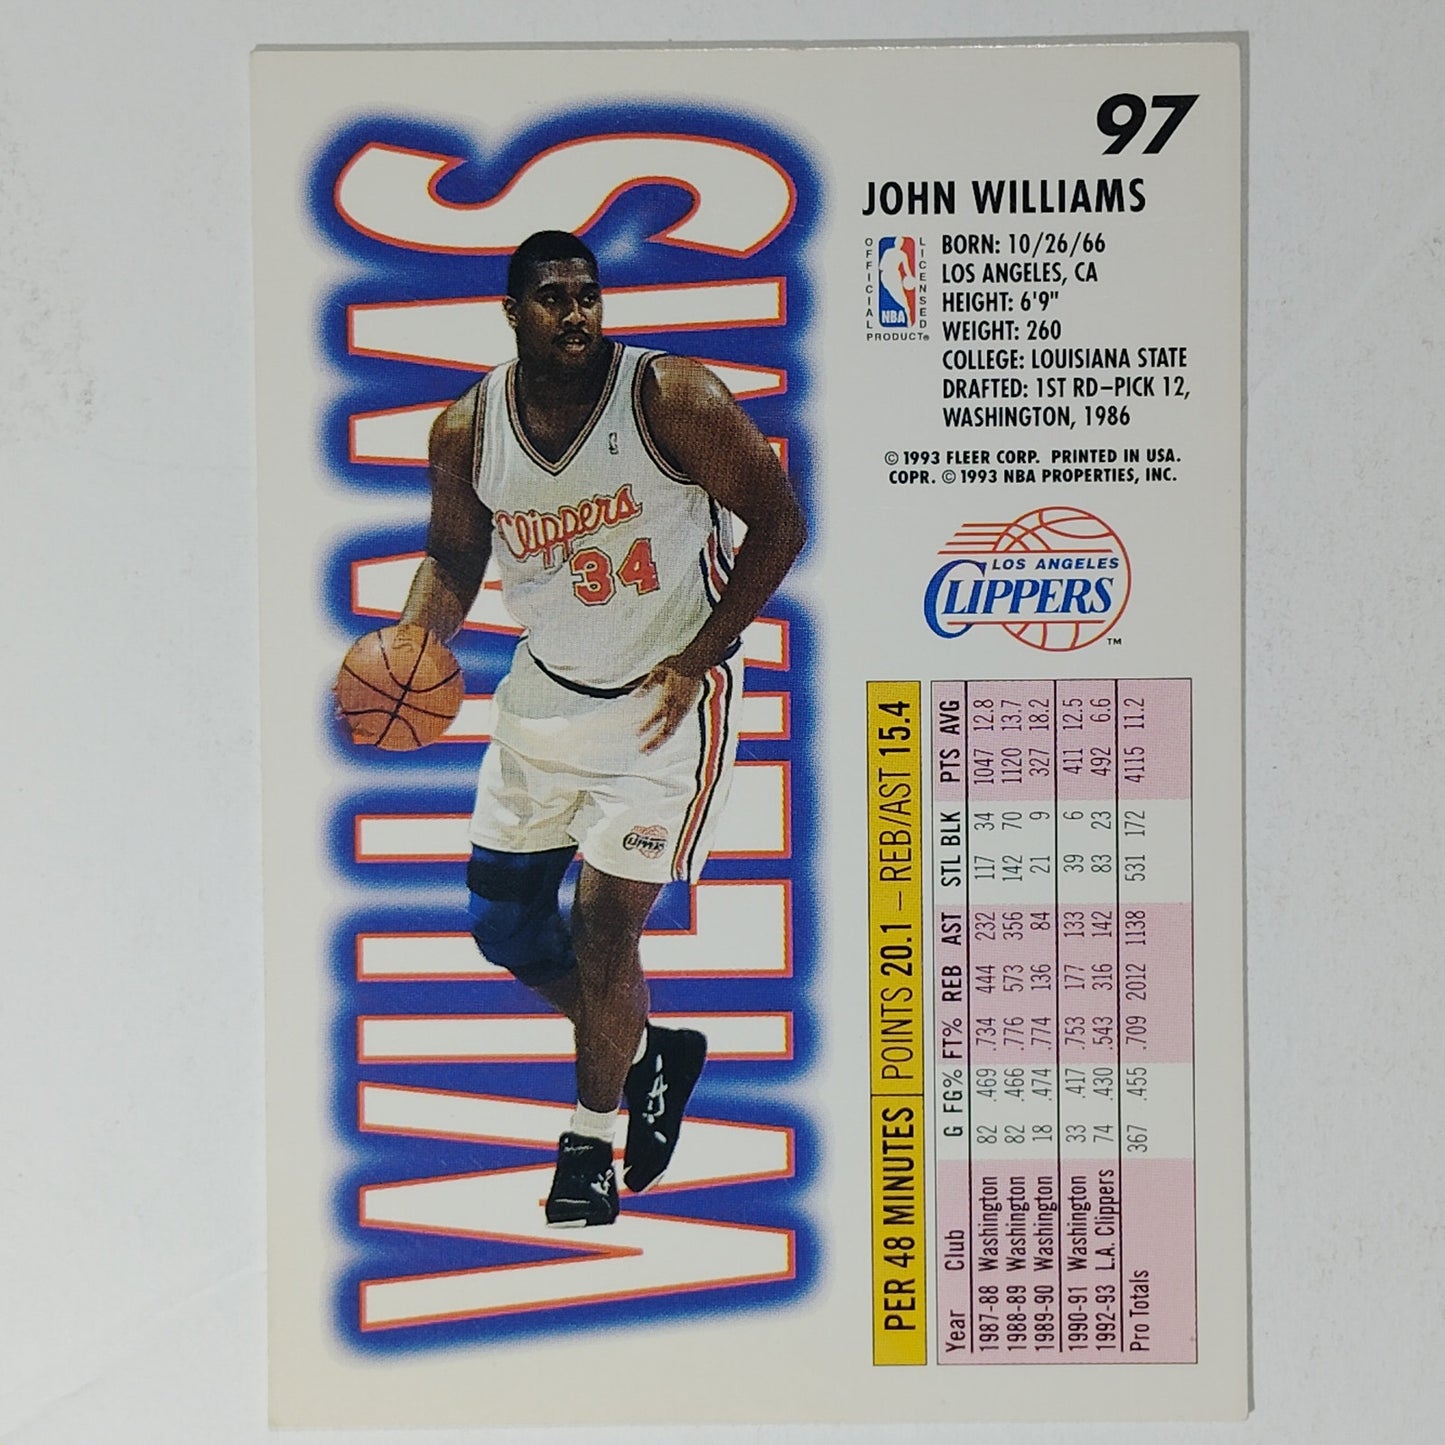 97
JOHN WILLIAMS
OFFICIAL LICENSED
NBA
PRODUCT®
BORN: 10/26/66
LOS ANGELES, CA
HEIGHT: 6'9"
WEIGHT: 260
COLLEGE: LOUISIANA STATE
DRAFTED: 1ST RD–PICK 12,
WASHINGTON, 1986
© 1993 FLEER CORP. PRINTED IN USA.
COPR. © 1993 NBA PROPERTIES, INC.
LOS ANGELES
CLIPPERS
™
WILLIAMS
Clippers
34
CLIPPERS
PER 48 MINUTES | POINTS 20.1 – REB/AST 15.4
Year Club G FG% FT% REB AST STL BLK PTS AVG
1987-88 Washington 82 .469 .734 444 232 117 34 1047 12.8
1988-89 Washington 82 .466 .776 573 356 142 70 1120 13.7
1989-90 Washington 18 .474 .774 136 84 21 9 327 18.2
1990-91 Washington 33 .417 .753 177 133 39 6 411 12.5
1992-93 L.A. Clippers 74 .430 .543 316 142 83 23 492 6.6
Pro Totals 367 .455 .709 2012 1138 531 172 4115 11.2